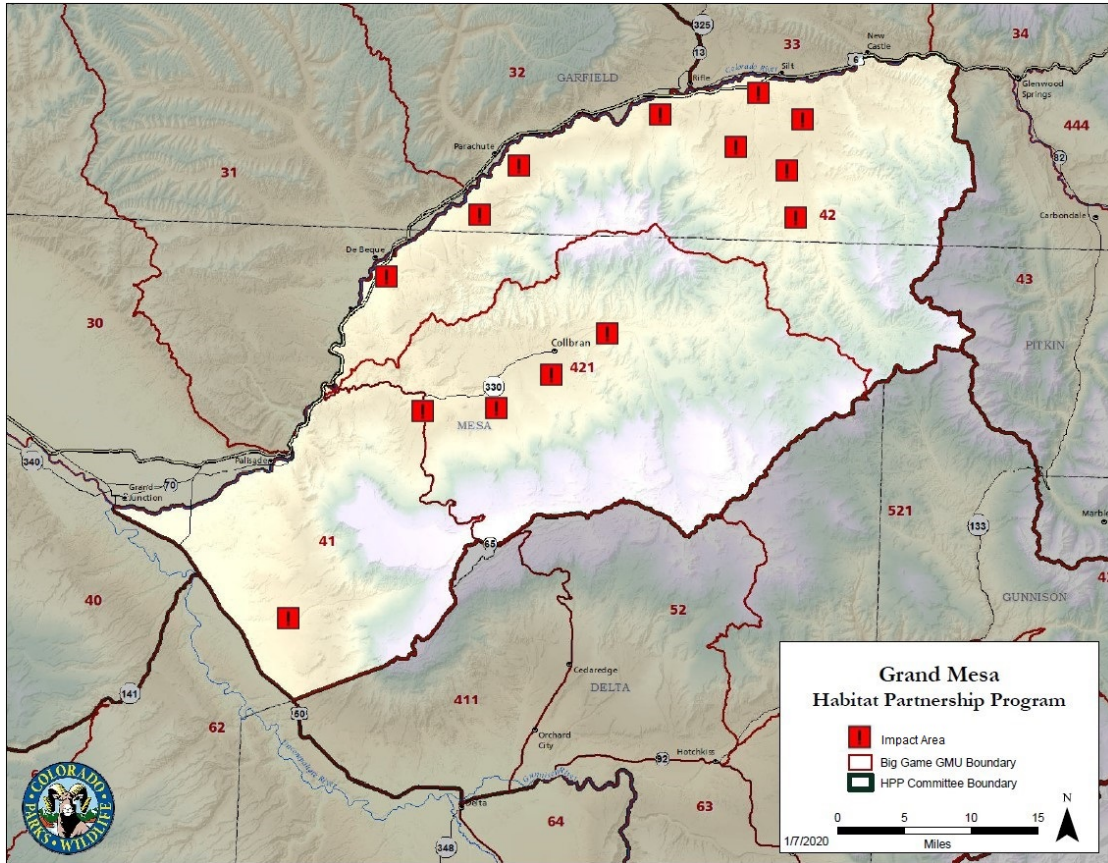 325
33
New
Castle
34
13
6
32
GARFIELD
Colorado River
Silt
Rifle
Glenwood
Springs
444
Parachute
82
31
42
Carbondale
De Beque
43
30
PITKIN
Collbran
421
330
MESA
340
Palisade
70
Grand
Junction
521
Marble
133
65
41
40
52
GUNNISON
Cedaredge
DELTA
141
411
50
62
Orchard
City
Hotchkiss
92
Delta
63
64
348
COLORADO
PARKS
WILDLIFE
Grand Mesa
Habitat Partnership Program
Impact Area
Big Game GMU Boundary
HPP Committee Boundary
N
0 5 10 15
Miles
1/7/2020